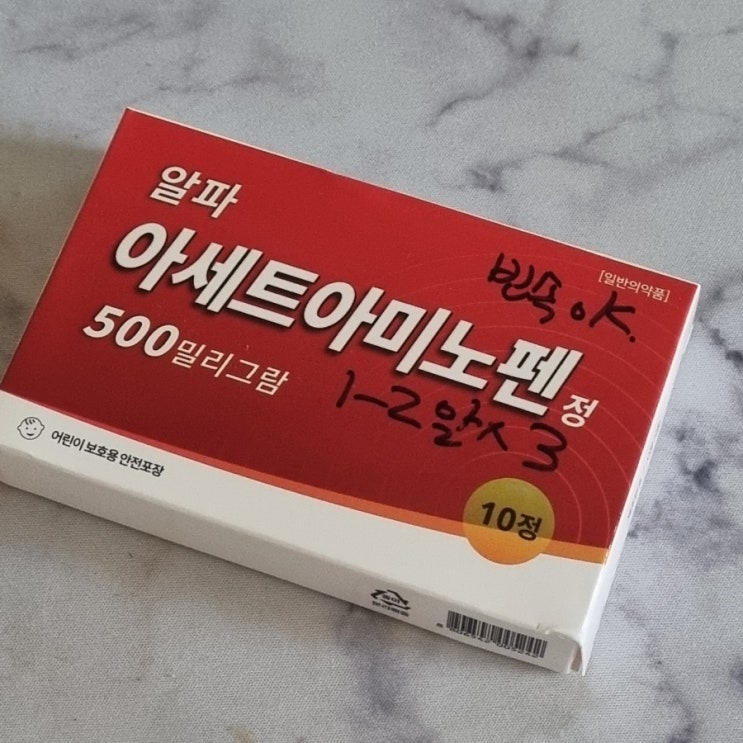 알파
아세트아미노펜정
500밀리그람
[일반의약품]
빈속 OK.
1-2알 x 3
어린이 보호용 안전포장
10정
종이